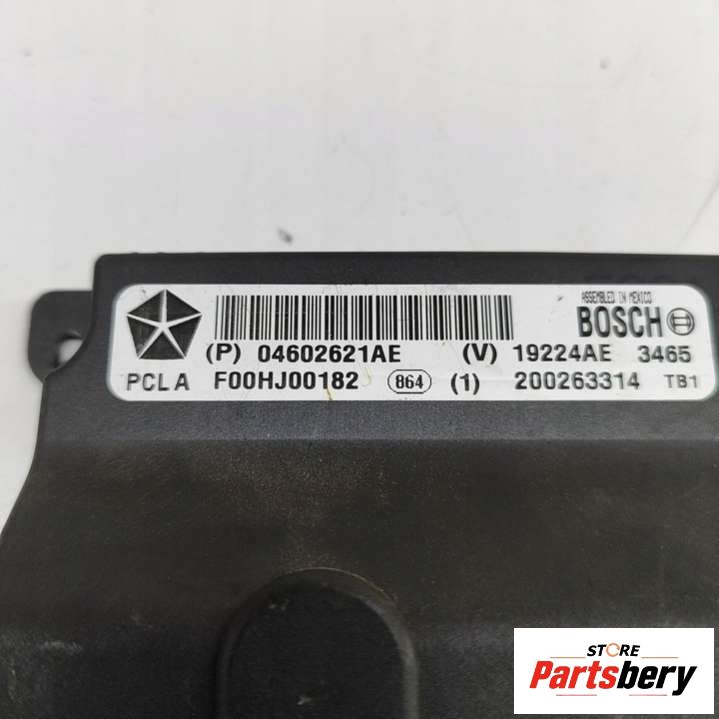 ASSEMBLED IN MEXICO
BOSCH
(P) 04602621AE (V) 19224AE 3465
PCLA F00HJ00182 864 (1) 200263314 TB1
STORE
Partsbery